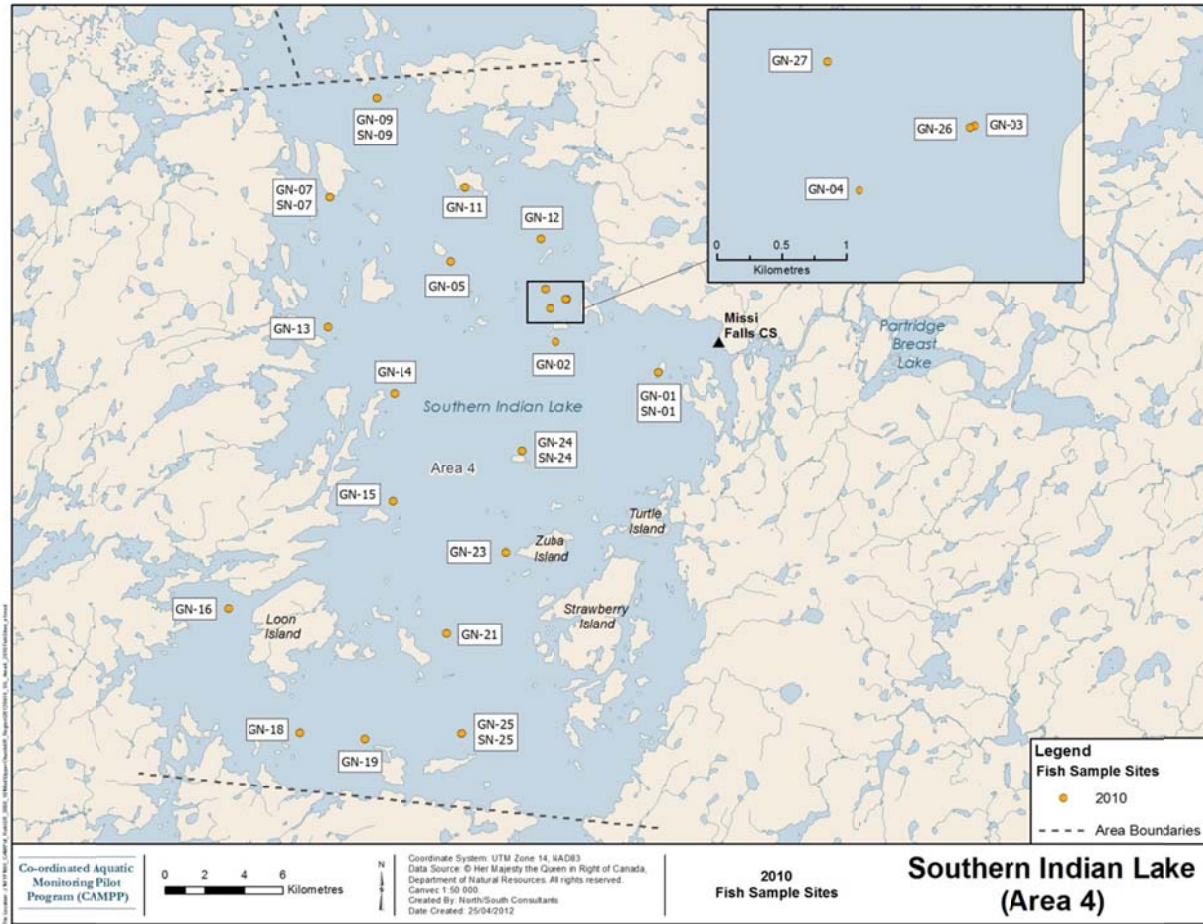 GN-27
GN-26
GN-03
GN-04
0
0.5
1
Kilometres
GN-09
SN-09
GN-07
SN-07
GN-11
GN-12
GN-05
GN-13
GN-02
Missi
Falls CS
Partridge
Breast
Lake
GN-14
GN-01
SN-01
Southern Indian Lake
GN-24
SN-24
Area 4
GN-15
Turtle
Island
GN-23
Zuba
Island
GN-16
Loon
Island
Strawberry
Island
GN-21
GN-18
GN-19
GN-25
SN-25
Legend
Fish Sample Sites
2010
Area Boundaries
Co-ordinated Aquatic
Monitoring Pilot
Program (CAMPP)
0 2 4 6
Kilometres
N
Coordinate System: UTM Zone 14, NAD83
Data Source: © Her Majesty the Queen in Right of Canada,
Department of Natural Resources. All rights reserved.
Canvec 1:50 000.
Created By: North/South Consultants
Date Created: 25/04/2012
2010
Fish Sample Sites
Southern Indian Lake
(Area 4)